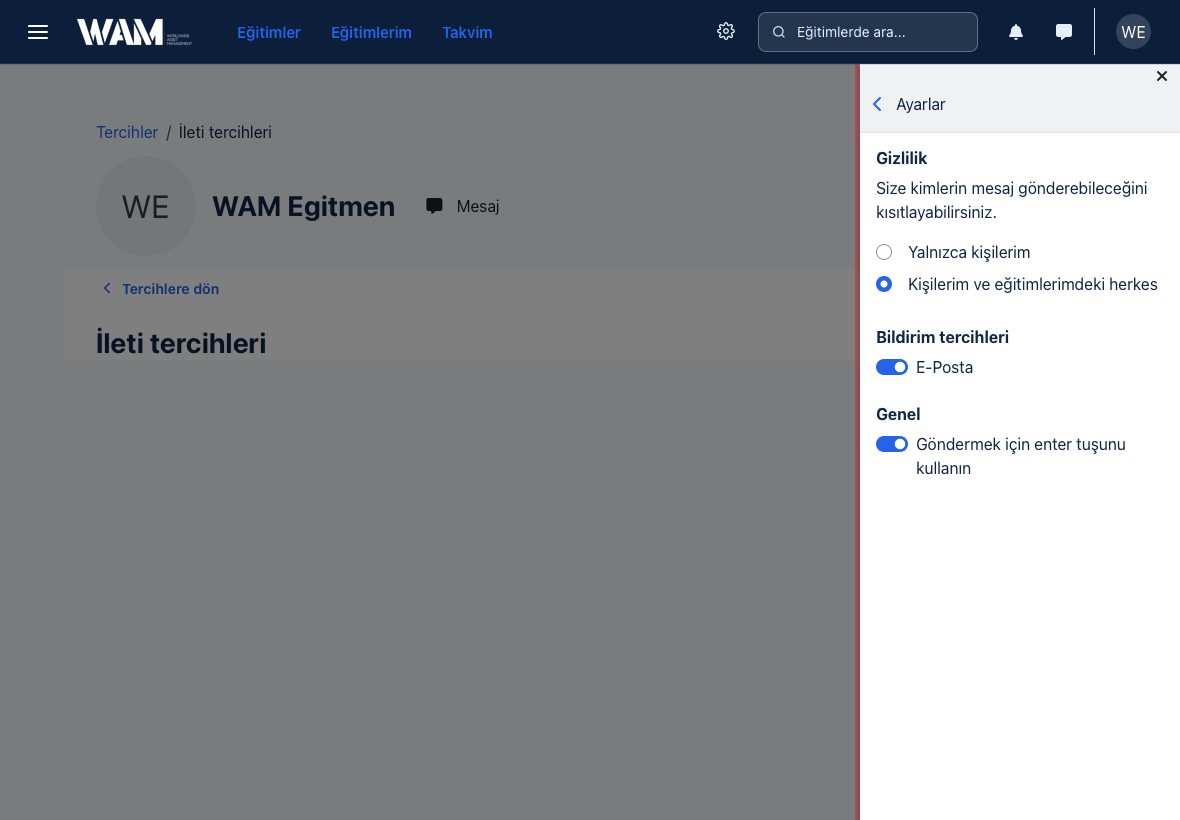 WAM
Eğitimler
Eğitimlerim
Takvim
Eğitimlerde ara...
WE
Ayarlar
Tercihler / İleti tercihleri
WE
WAM Egitmen
Mesaj
Tercihlere dön
İleti tercihleri
Gizlilik
Size kimlerin mesaj gönderebileceğini
kısıtlayabilirsiniz.
Yalnızca kişilerim
Kişilerim ve eğitimlerimdeki herkes
Bildirim tercihleri
E-Posta
Genel
Göndermek için enter tuşunu
kullanın